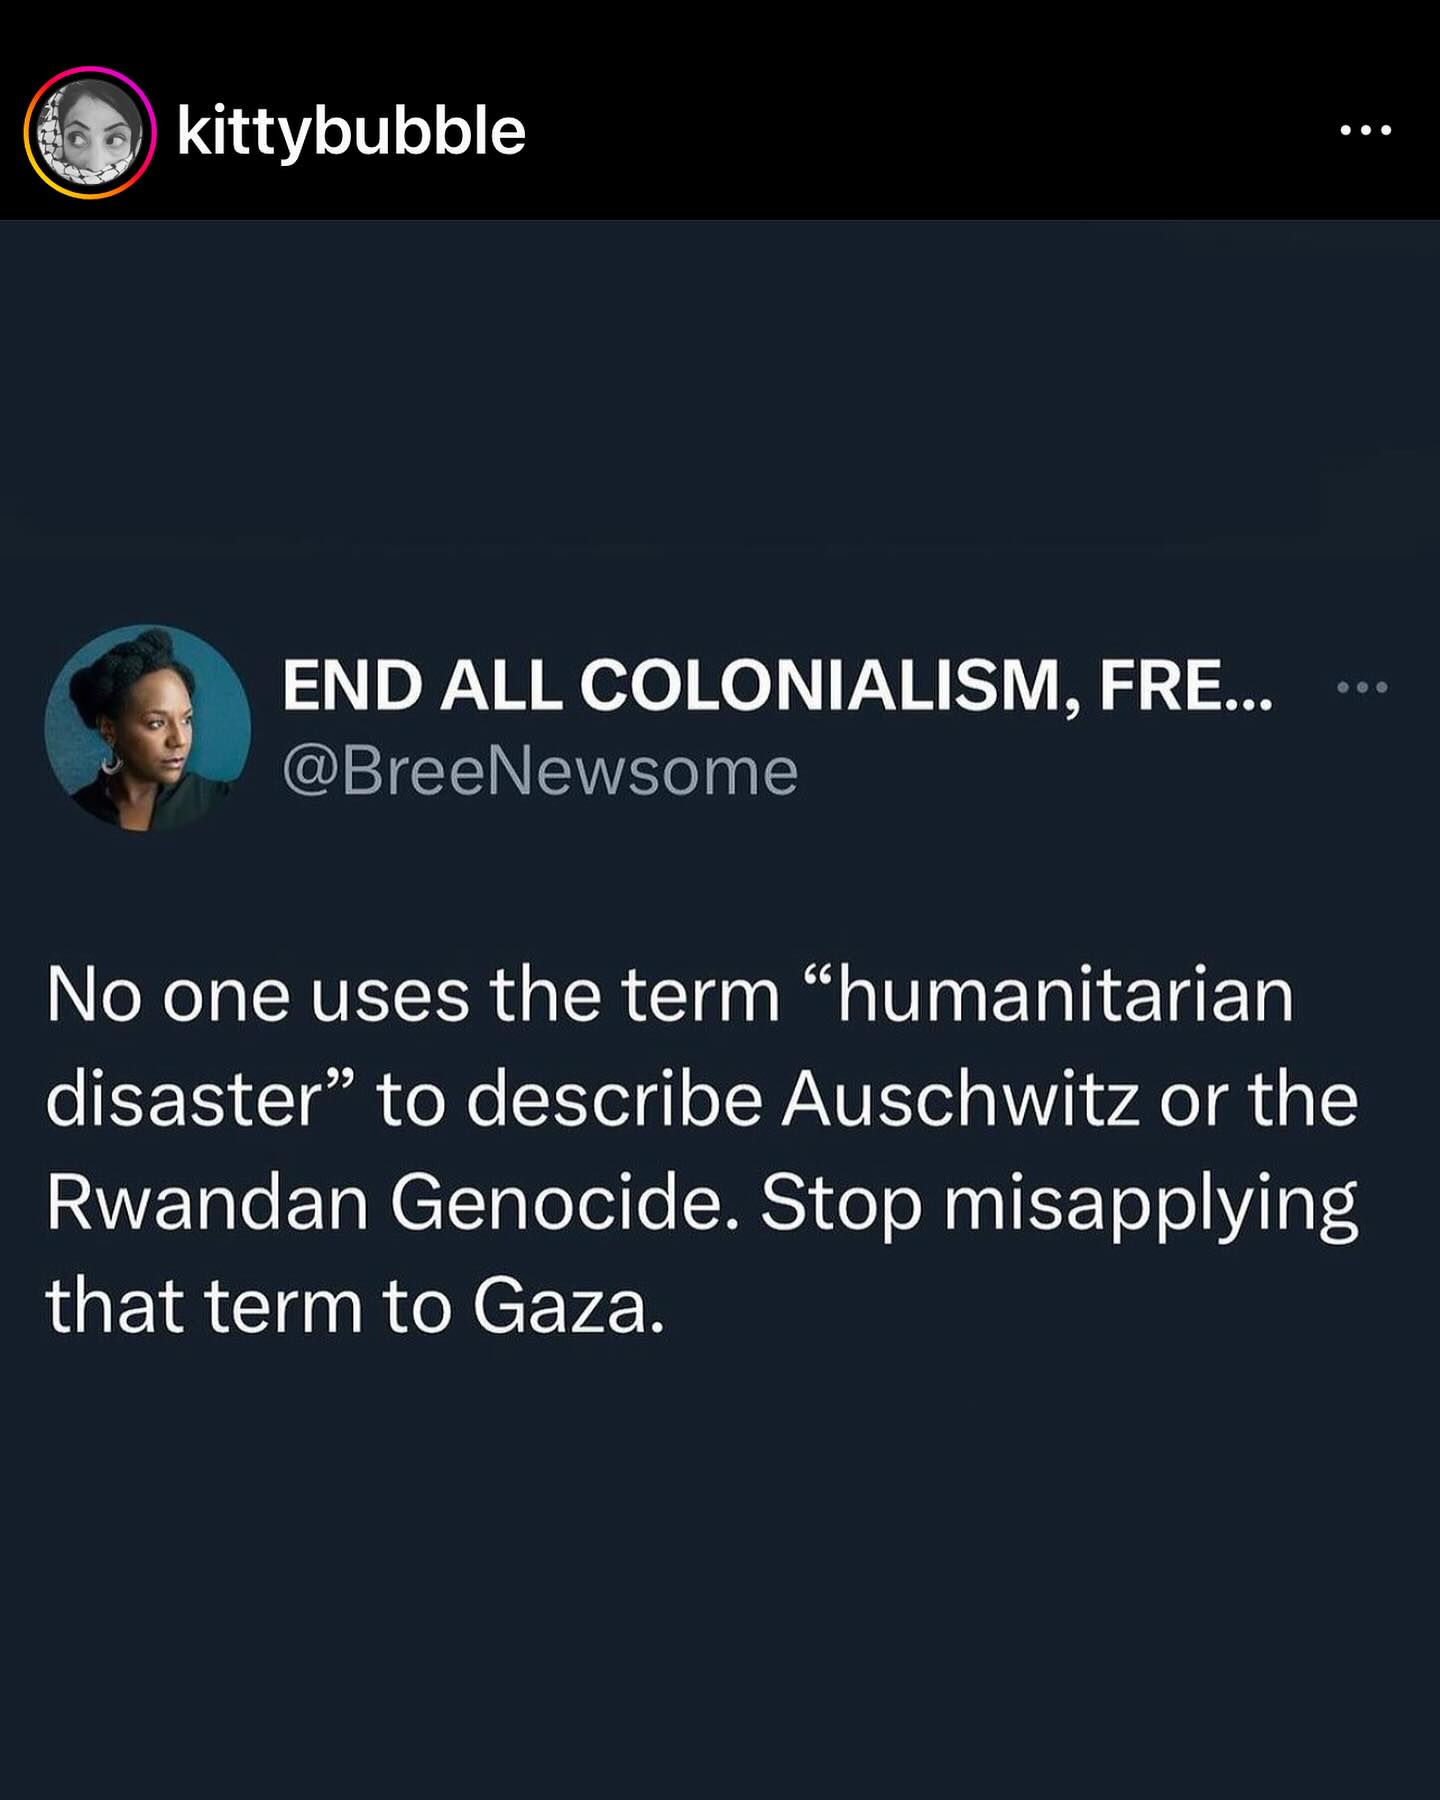 kittybubble
END ALL COLONIALISM, FRE...
@BreeNewsome
No one uses the term “humanitarian
disaster” to describe Auschwitz or the
Rwandan Genocide. Stop misapplying
that term to Gaza.